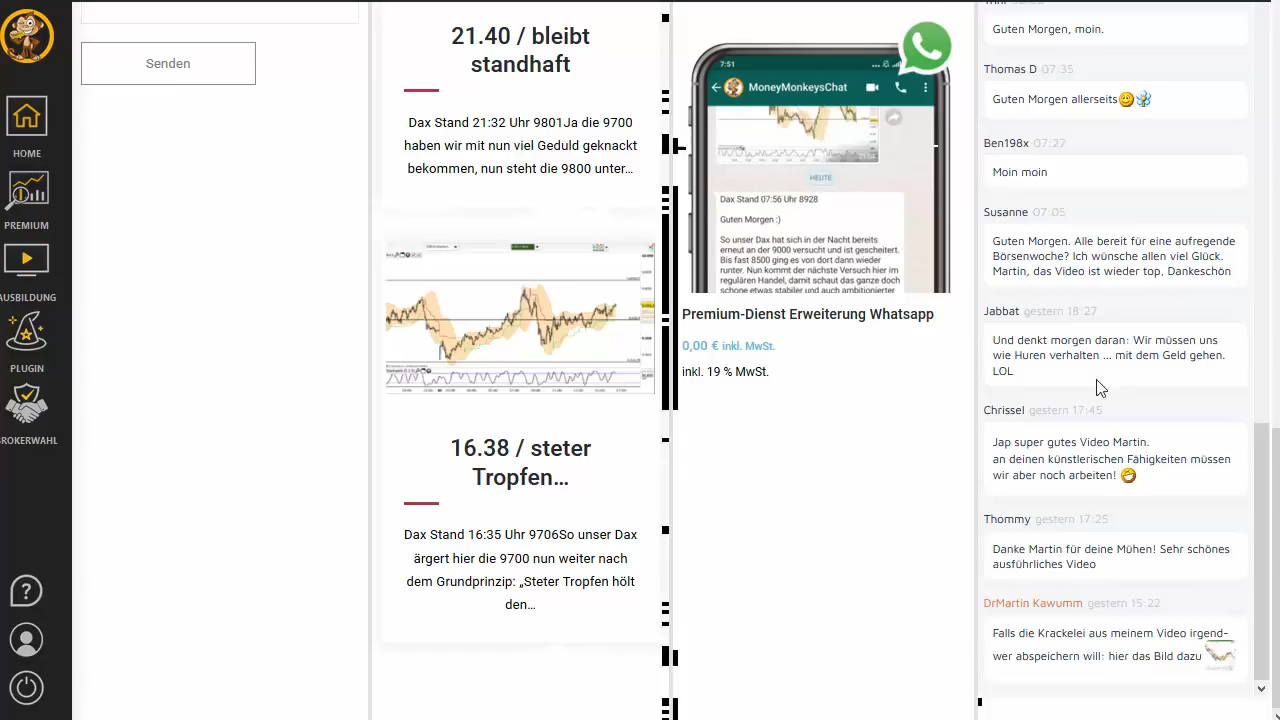 HOME
PREMIUM
AUSBILDUNG
PLUGIN
BROKERWAHL
Senden
21.40 / bleibt
standhaft
Dax Stand 21:32 Uhr 9801Ja die 9700
haben wir mit nun viel Geduld geknackt
bekommen, nun steht die 9800 unter...
16.38 / steter
Tropfen...
Dax Stand 16:35 Uhr 9706So unser Dax
ärgert hier die 9700 nun weiter nach
dem Grundprinzip: „Steter Tropfen hölt
den...
7:51
MoneyMonkeysChat
HEUTE
Dax Stand 07:56 Uhr 8928
Guten Morgen :)
So unser Dax hat sich in der Nacht bereits
erneut an der 9000 versucht und ist gescheitert.
Bis fast 8500 ging es von dort dann wieder
runter. Nun kommt der nächste Versuch hier im
regulären Handel, damit schaut das ganze doch
schone etwas stabiler und auch ambitionierter
Premium-Dienst Erweiterung Whatsapp
0,00 € inkl. MwSt.
inkl. 19 % MwSt.
Guten Morgen, moin.
Thomas D 07:35
Guten Morgen allerseits
Ben198x 07:27
Moin moin
Susanne 07:05
Guten Morgen. Alle bereit für eine aufregende
Börsenwoche? Ich wünsche allen viel Glück.
Martin, das Video ist wieder top, Dankeschön
Jabbat gestern 18:27
Und denkt morgen daran: Wir müssen uns
wie Huren verhalten ... mit dem Geld gehen.
LOL
Chrissel gestern 17:45
Jap super gutes Video Martin.
an deinen künstlerischen Fähigkeiten müssen
wir aber noch arbeiten!
Thommy gestern 17:25
Danke Martin für deine Mühen! Sehr schönes
ausführliches Video
DrMartin Kawumm gestern 15:22
Falls die Krackelei aus meinem Video irgend-
wer abspeichern will: hier das Bild dazu